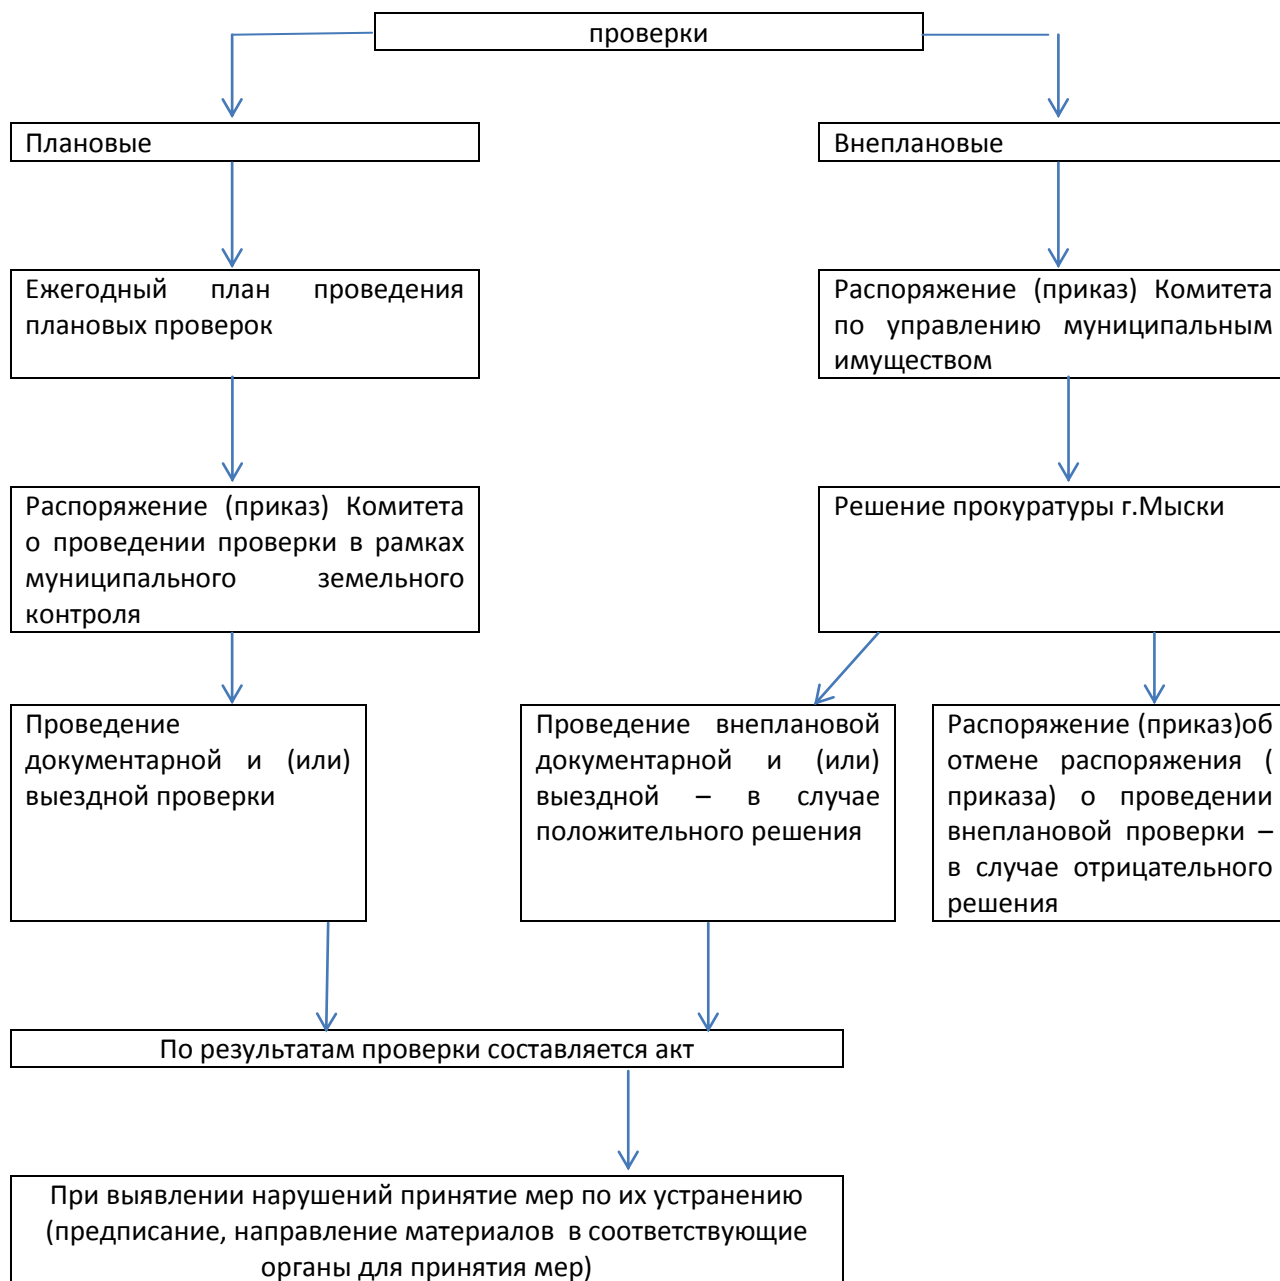 проверки
Плановые
Внеплановые
Ежегодный план проведения
плановых проверок
Распоряжение (приказ) Комитета
по управлению муниципальным
имуществом
Распоряжение (приказ) Комитета
о проведении проверки в рамках
муниципального земельного
контроля
Решение прокуратуры г.Мыски
Проведение
документарной и (или)
выездной проверки
Проведение внеплановой
документарной и (или)
выездной – в случае
положительного решения
Распоряжение (приказ)об
отмене распоряжения (
приказа) о проведении
внеплановой проверки –
в случае отрицательного
решения
По результатам проверки составляется акт
При выявлении нарушений принятие мер по их устранению
(предписание, направление материалов в соответствующие
органы для принятия мер)